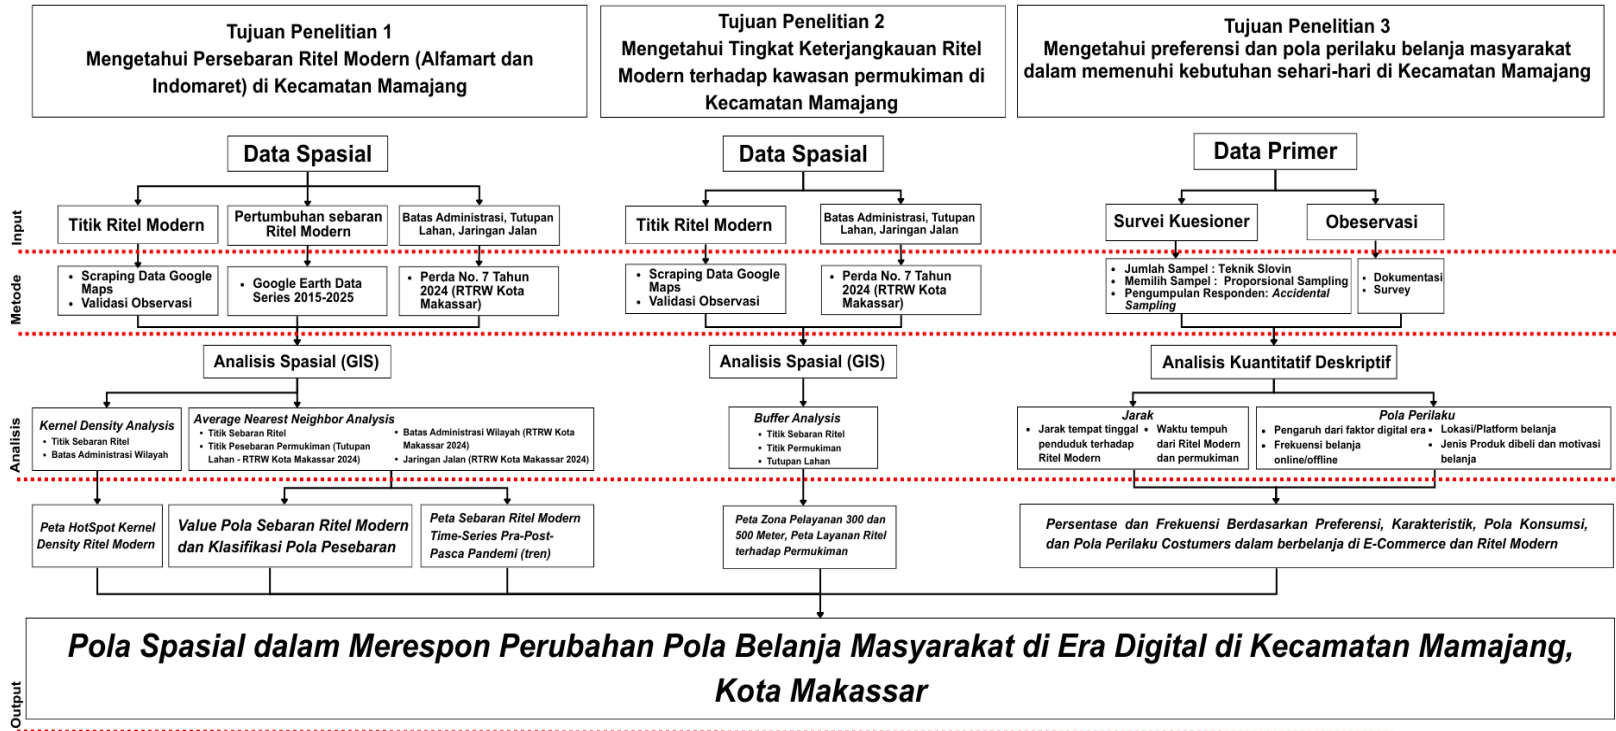 Tujuan Penelitian 1
Mengetahui Persebaran Ritel Modern (Alfamart dan
Indomaret) di Kecamatan Mamajang
Tujuan Penelitian 2
Mengetahui Tingkat Keterjangkauan Ritel
Modern terhadap kawasan permukiman di
Kecamatan Mamajang
Tujuan Penelitian 3
Mengetahui preferensi dan pola perilaku belanja masyarakat
dalam memenuhi kebutuhan sehari-hari di Kecamatan Mamajang
Data Spasial
Data Spasial
Data Primer
Input
Titik Ritel Modern
Pertumbuhan sebaran
Ritel Modern
Batas Administrasi, Tutupan
Lahan, Jaringan Jalan
Titik Ritel Modern
Batas Administrasi, Tutupan
Lahan, Jaringan Jalan
Survei Kuesioner
Obeservasi
Metode
• Scraping Data Google
Maps
• Validasi Observasi
• Google Earth Data
Series 2015-2025
• Perda No. 7 Tahun
2024 (RTRW Kota
Makassar)
• Scraping Data Google
Maps
• Validasi Observasi
• Perda No. 7 Tahun
2024 (RTRW Kota
Makassar)
• Jumlah Sampel : Teknik Slovin
• Memilih Sampel : Proporsional Sampling
• Pengumpulan Responden: Accidental
Sampling
• Dokumentasi
• Survey
Analisis
Analisis Spasial (GIS)
Analisis Spasial (GIS)
Analisis Kuantitatif Deskriptif
Kernel Density Analysis
• Titik Sebaran Ritel
• Batas Administrasi Wilayah
Average Nearest Neighbor Analysis
• Titik Sebaran Ritel
• Titik Pesebaran Permukiman (Tutupan
Lahan - RTRW Kota Makassar 2024)
• Batas Administrasi Wilayah (RTRW Kota
Makassar 2024)
• Jaringan Jalan (RTRW Kota Makassar 2024)
Buffer Analysis
• Titik Sebaran Ritel
• Titik Permukiman
• Tutupan Lahan
Jarak
• Jarak tempat tinggal
penduduk terhadap
Ritel Modern
• Waktu tempuh
dari Ritel Modern
dan permukiman
Pola Perilaku
• Pengaruh dari faktor digital era
• Frekuensi belanja
online/offline
• Lokasi/Platform belanja
• Jenis Produk dibeli dan motivasi
belanja
Peta HotSpot Kernel
Density Ritel Modern
Value Pola Sebaran Ritel Modern
dan Klasifikasi Pola Pesebaran
Peta Sebaran Ritel Modern
Time-Series Pra-Post-
Pasca Pandemi (tren)
Peta Zona Pelayanan 300 dan
500 Meter, Peta Layanan Ritel
terhadap Permukiman
Persentase dan Frekuensi Berdasarkan Preferensi, Karakteristik, Pola Konsumsi,
dan Pola Perilaku Costumers dalam berbelanja di E-Commerce dan Ritel Modern
Output
Pola Spasial dalam Merespon Perubahan Pola Belanja Masyarakat di Era Digital di Kecamatan Mamajang,
Kota Makassar